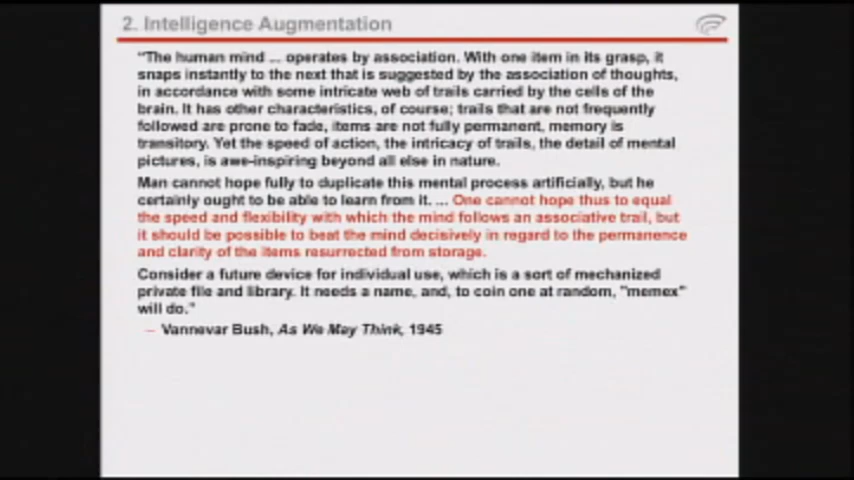 2. Intelligence Augmentation
"The human mind ... operates by association. With one item in its grasp, it
snaps instantly to the next that is suggested by the association of thoughts,
in accordance with some intricate web of trails carried by the cells of the
brain. It has other characteristics, of course; trails that are not frequently
followed are prone to fade, items are not fully permanent, memory is
transitory. Yet the speed of action, the intricacy of trails, the detail of mental
pictures, is awe-inspiring beyond all else in nature.
Man cannot hope fully to duplicate this mental process artificially, but he
certainly ought to be able to learn from it. ... One cannot hope thus to equal
the speed and flexibility with which the mind follows an associative trail, but
it should be possible to beat the mind decisively in regard to the permanence
and clarity of the items resurrected from storage.
Consider a future device for individual use, which is a sort of mechanized
private file and library. It needs a name, and, to coin one at random, "memex"
will do."
– Vannevar Bush, As We May Think, 1945